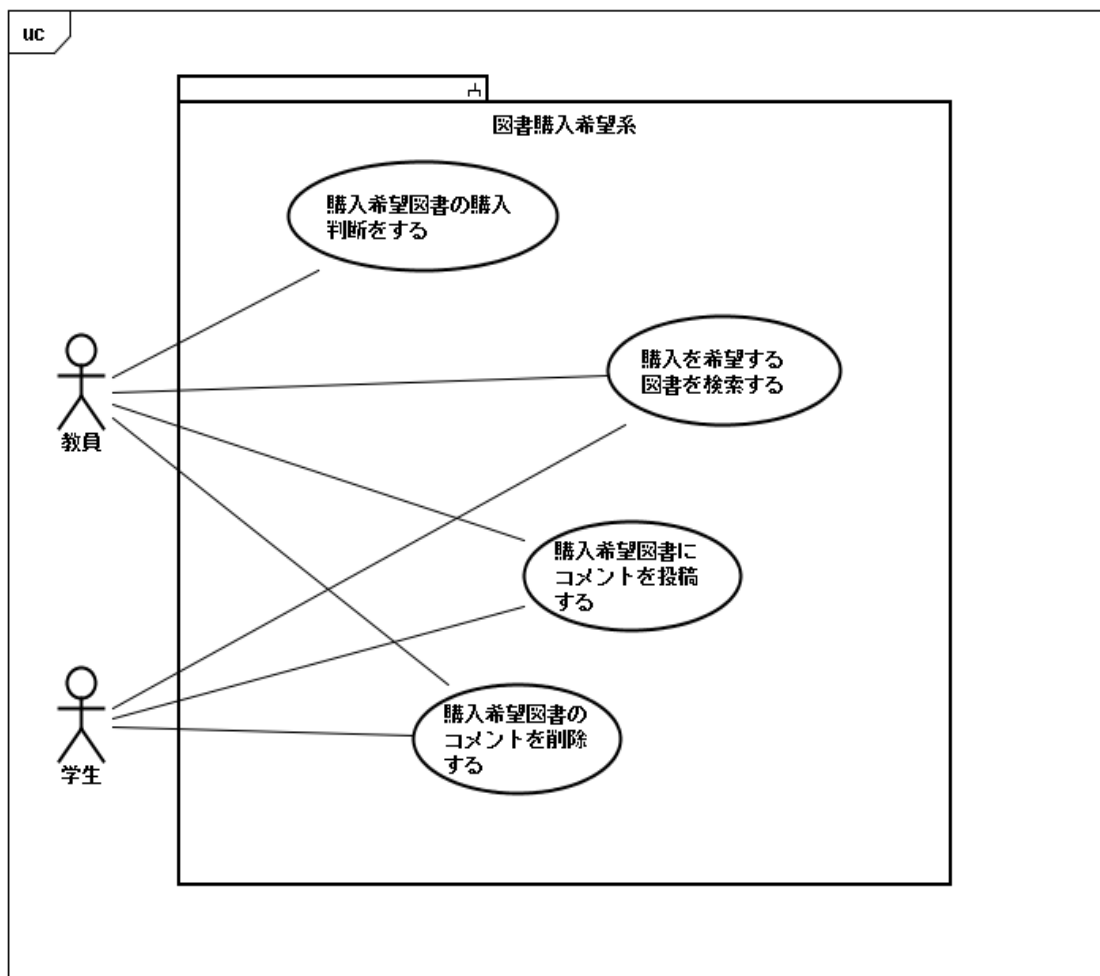 uc
図書購入希望系
購入希望図書の購入
判断をする
購入を希望する
図書を検索する
教員
購入希望図書に
コメントを投稿
する
学生
購入希望図書の
コメントを削除
する